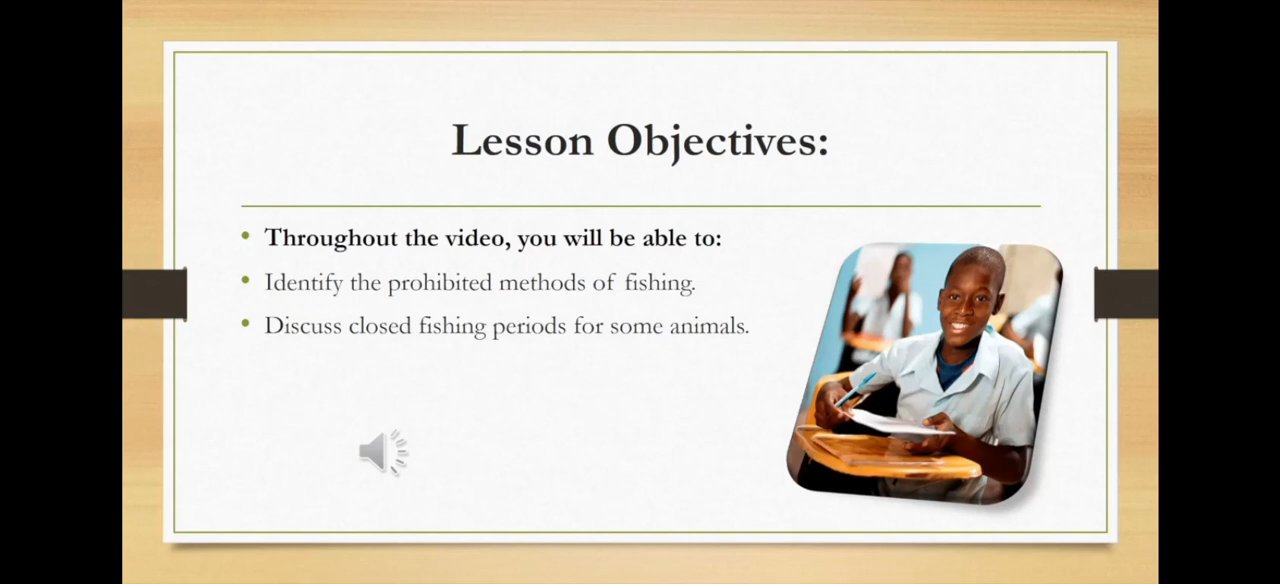 Lesson Objectives:
Throughout the video, you will be able to:
Identify the prohibited methods of fishing.
Discuss closed fishing periods for some animals.